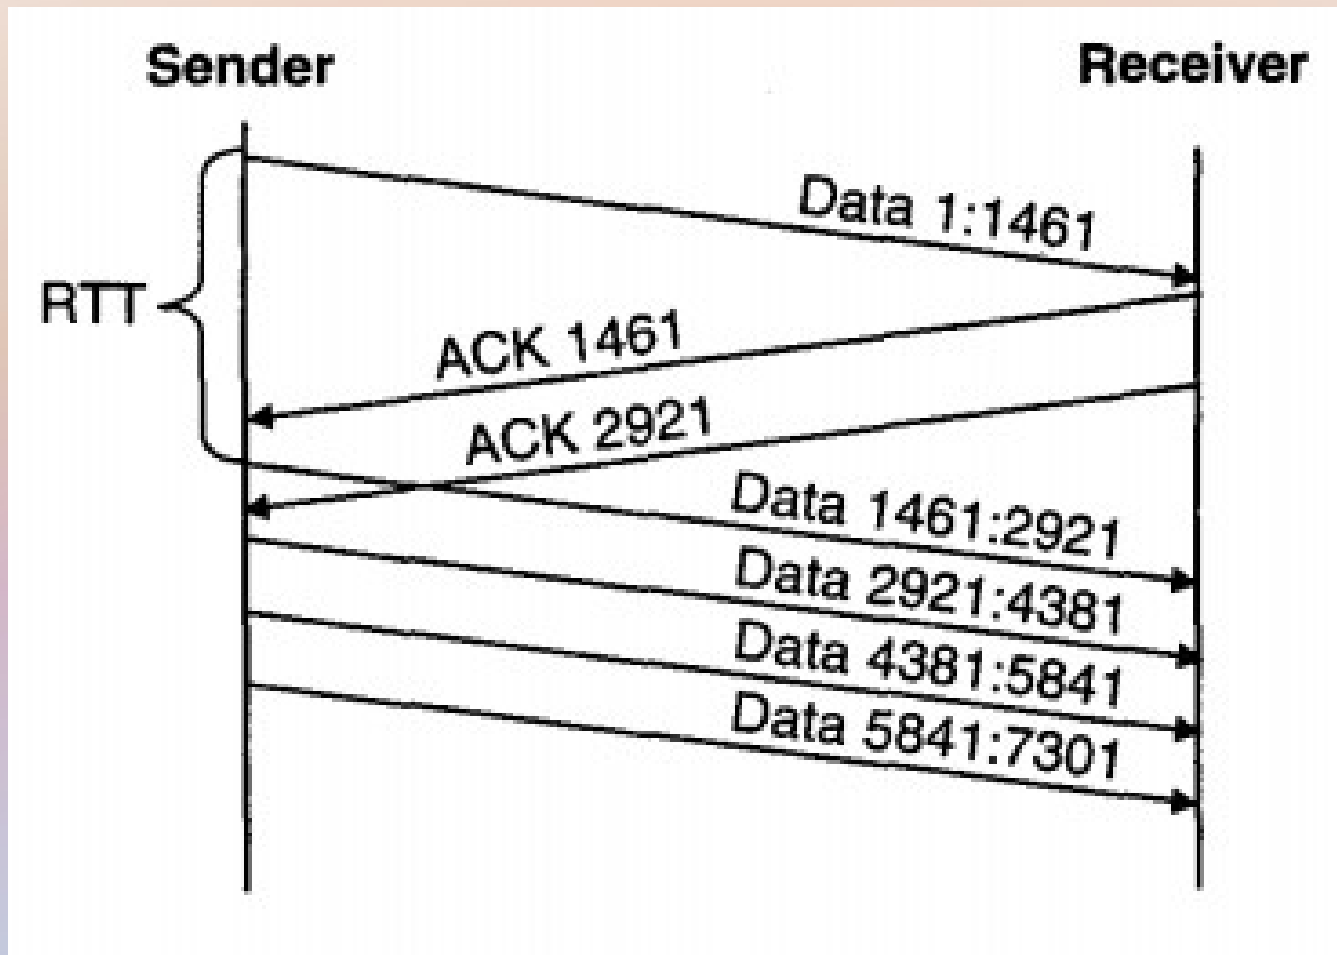 Sender
Receiver
Data 1:1461
RTT
ACK 1461
ACK 2921
Data 1461:2921
Data 2921:4381
Data 4381:5841
Data 5841:7301